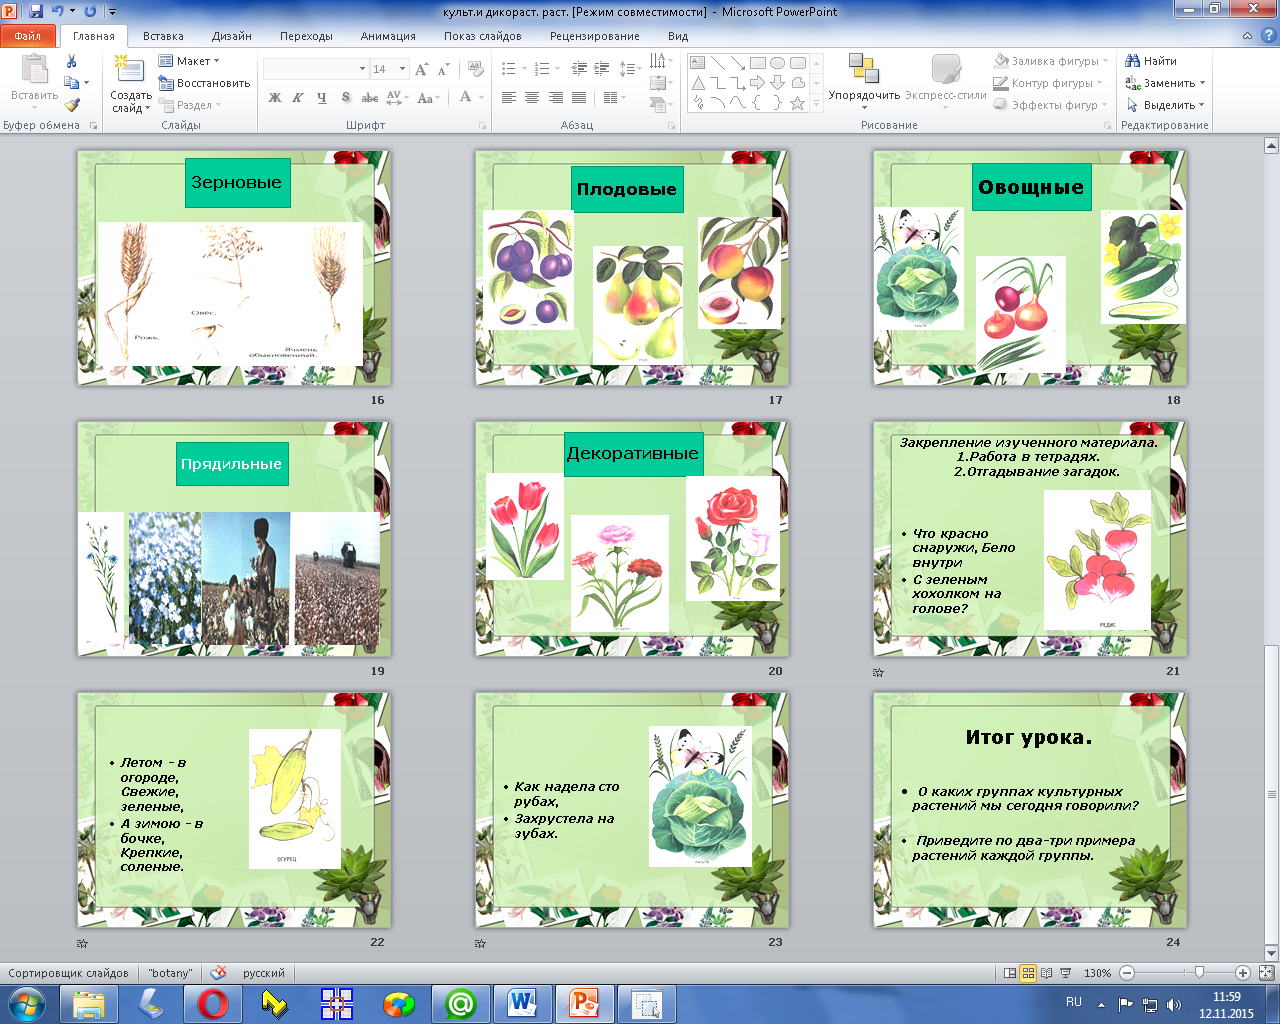 культ.и дикораст. раст. [Режим совместимости] - Microsoft PowerPoint
Файл
Главная
Вставка
Дизайн
Переходы
Анимация
Показ слайдов
Рецензирование
Вид
Вставить
Буфер обмена
Создать слайд
Макет
Восстановить
Раздел
Слайды
14
Ж К Ч S abc AV Aa A
Шрифт
Абзац
Упорядочить
Экспресс-стили
Заливка фигуры
Контур фигуры
Эффекты фигур
Рисование
Найти
Заменить
Выделить
Редактирование
Зерновые
Овёс.
Рожь.
Ячмень
обыкновенный.
16
Плодовые
17
Овощные
18
Прядильные
19
Декоративные
20
Закрепление изученного материала.
1.Работа в тетрадях.
2.Отгадывание загадок.
• Что красно
снаружи, Бело
внутри
• С зеленым
хохолком на
голове?
РЕДИС
21
• Летом - в
огороде,
Свежие,
зеленые,
• А зимою - в
бочке,
Крепкие,
соленые.
ОГУРЕЦ
22
• Как надела сто
рубах,
• Захрустела на
зубах.
23
Итог урока.
• О каких группах культурных
растений мы сегодня говорили?
• Приведите по два-три примера
растений каждой группы.
24
Сортировщик слайдов
"botany"
русский
130%
RU
11:59
12.11.2015